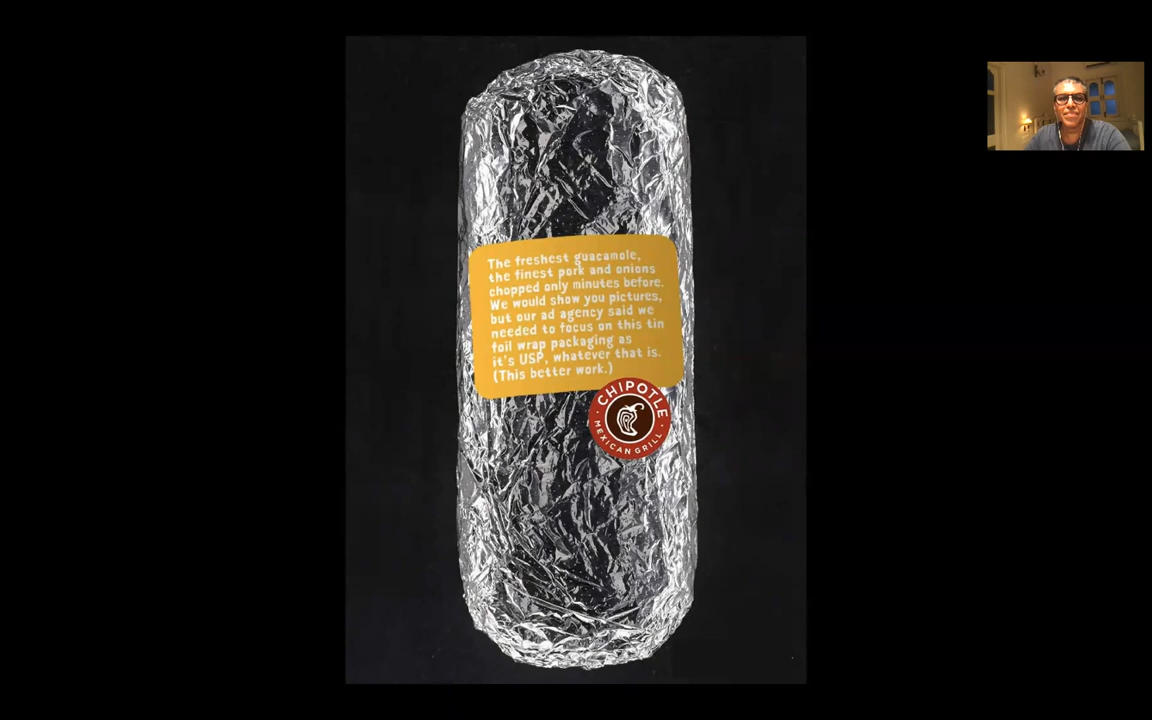 The freshest guacamole,
the finest pork and onions
chopped only minutes before.
We would show you pictures,
but our ad agency said we
needed to focus on this tin
foil wrap packaging as
it's USP, whatever that is.
(This better work.)
CHIPOTLE
MEXICAN GRILL